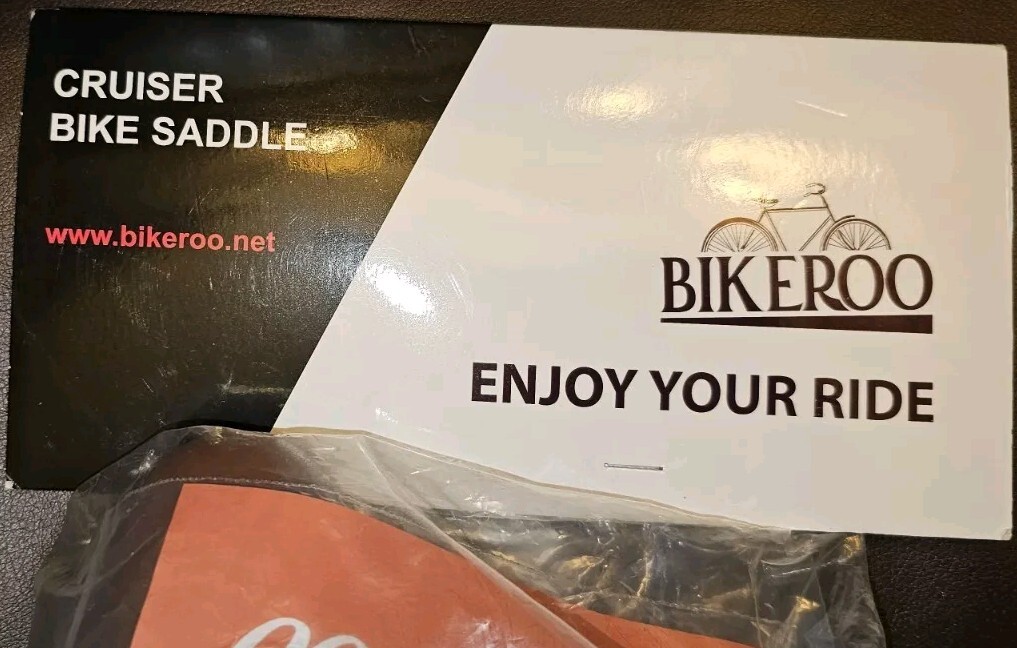 CRUISER
BIKE SADDLE
www.bikeroo.net
BIKEROO
ENJOY YOUR RIDE